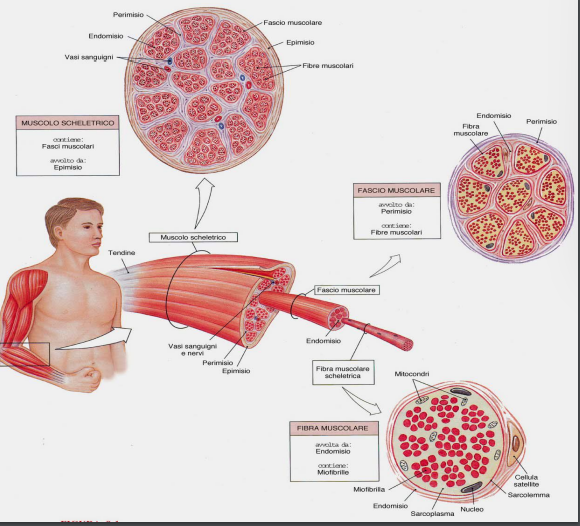 Perimisio
Endomisio
Vasi sanguigni
Fascio muscolare
Epimisio
Fibre muscolari
MUSCOLO SCHELETRICO
contiene:
Fasci muscolari
avvolto da:
Epimisio
Endomisio
Fibra
muscolare
Perimisio
FASCIO MUSCOLARE
avvolto da:
Perimisio
contiene:
Fibre muscolari
Muscolo scheletrico
Tendine
Fascio muscolare
Vasi sanguigni
e nervi
Perimisio
Epimisio
Endomisio
Fibra muscolare
scheletrica
Mitocondri
FIBRA MUSCOLARE
avvolta da:
Endomisio
contiene:
Miofibrille
Miofibrilla
Endomisio
Sarcoplasma
Nucleo
Cellula
satellite
Sarcolemma